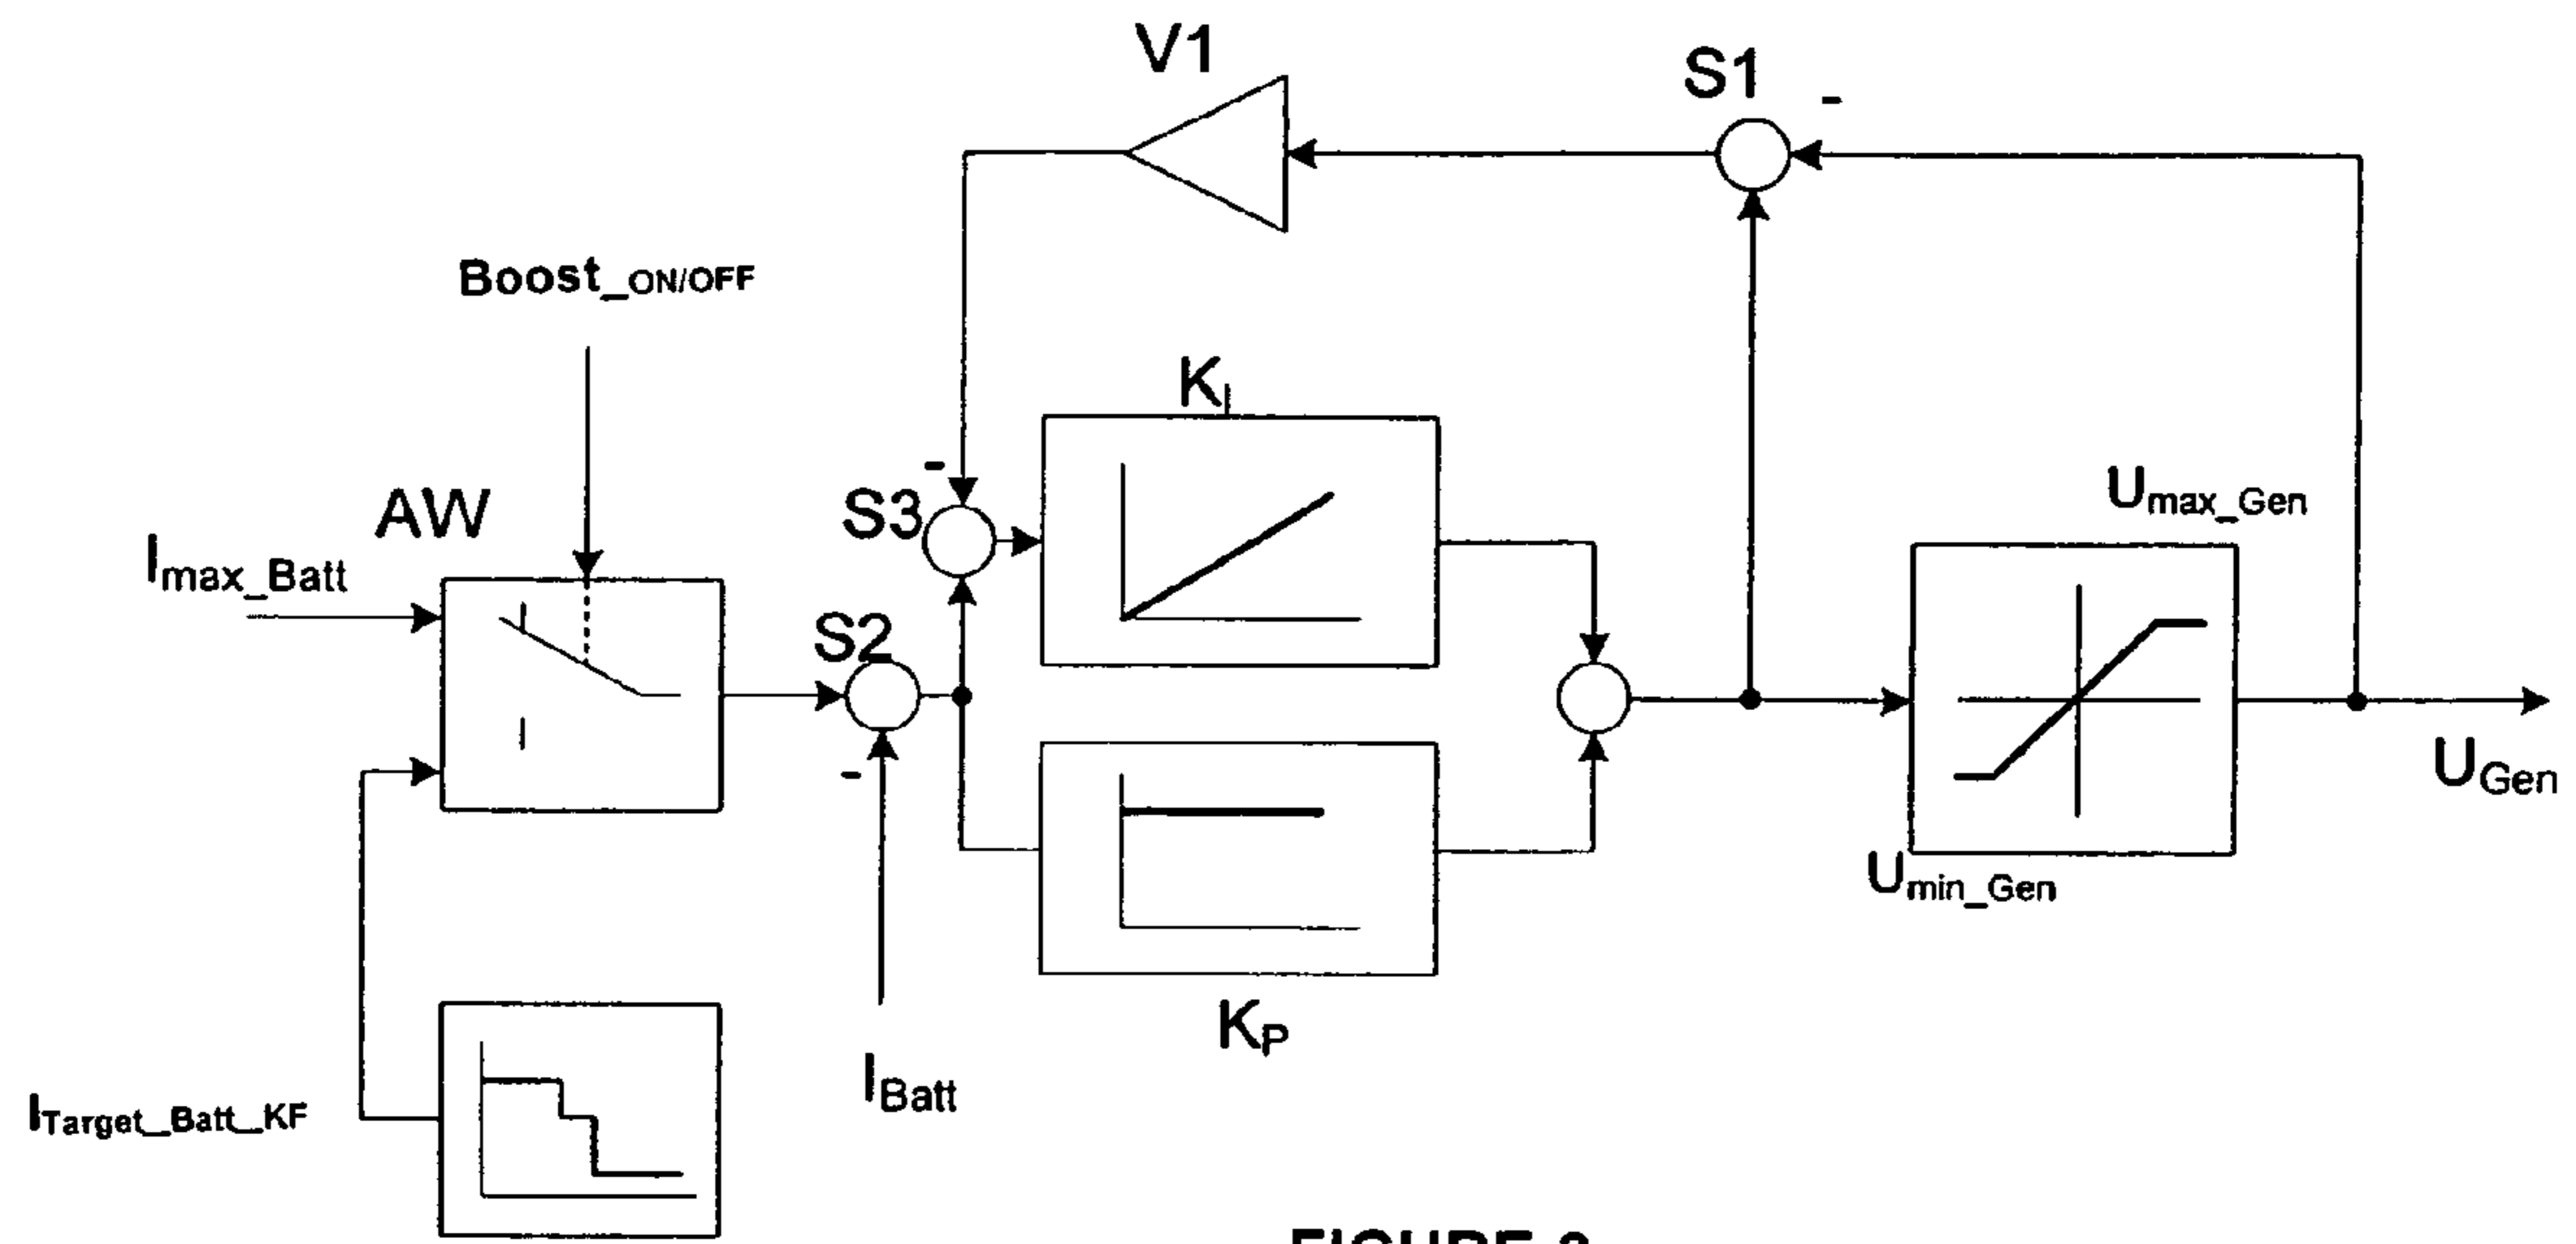 V1
S1
-
Boost_ON/OFF
KI
-
AW
S3
Umax_Gen
Imax_Batt
S2
-
UGen
Umin_Gen
KP
IBatt
ITarget_Batt_KF